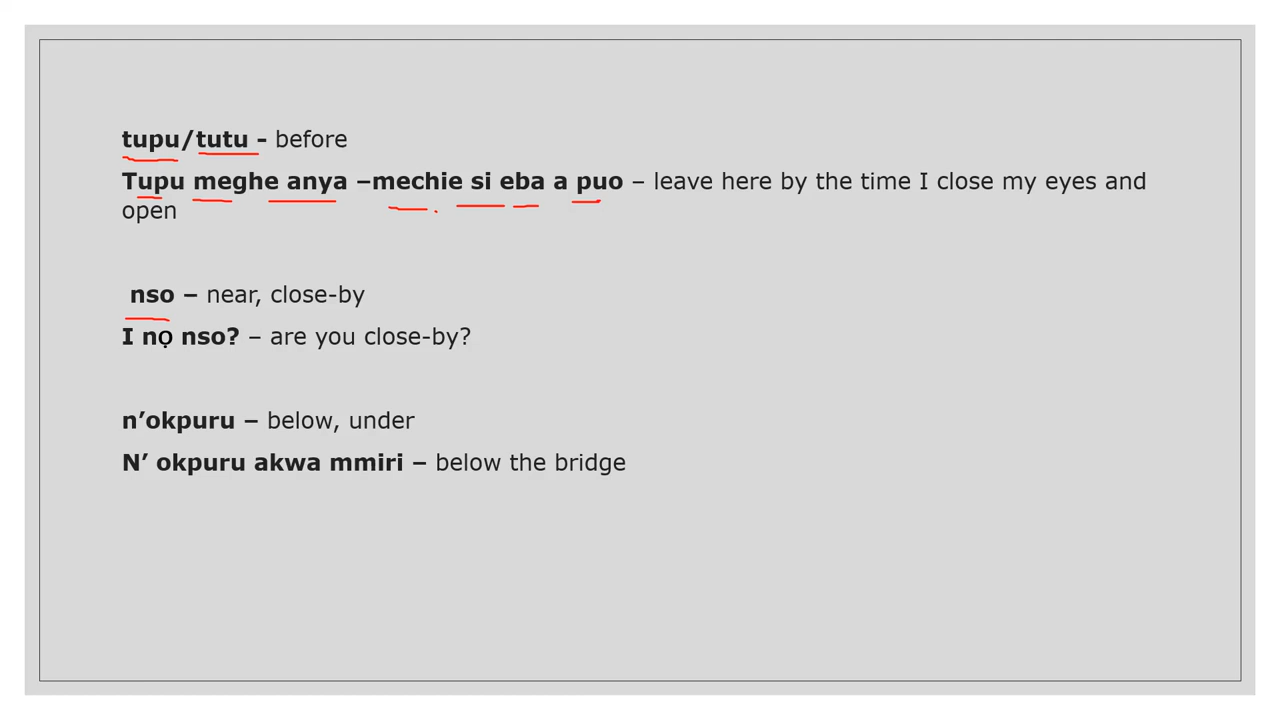 tupu/tutu - before
Tupu meghe anya –mechie si eba a puo – leave here by the time I close my eyes and
open
nso – near, close-by
I nọ nso? – are you close-by?
n’okpuru – below, under
N’ okpuru akwa mmiri – below the bridge